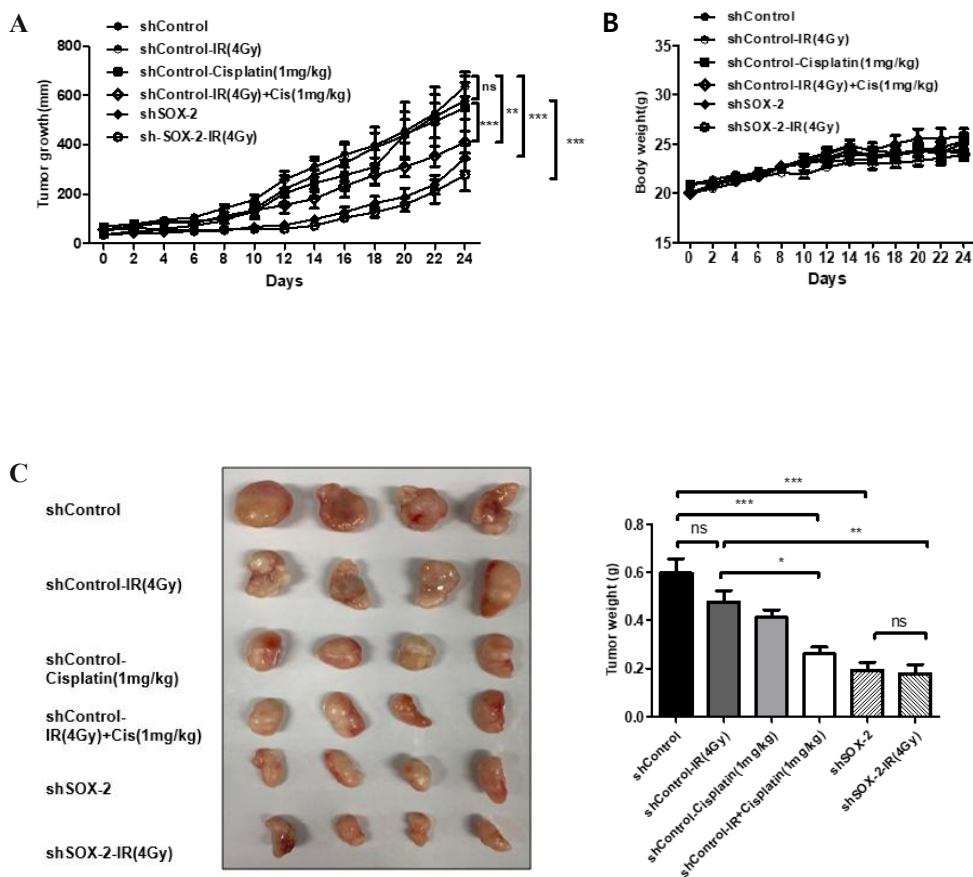 A
shControl
shControl-IR(4Gy)
shControl-Cisplatin(1mg/kg)
shControl-IR(4Gy)+Cis(1mg/kg)
shSOX-2
sh-SOX-2-IR(4Gy)
Tumor growth(mm)
800
600
400
200
0
0 2 4 6 8 10 12 14 16 18 20 22 24
Days
ns
***
**
***
***
B
shControl
shControl-IR(4Gy)
shControl-Cisplatin(1mg/kg)
shControl-IR(4Gy)+Cis(1mg/kg)
shSOX-2
shSOX-2-IR(4Gy)
Body weight(g)
35
30
25
20
15
0 2 4 6 8 10 12 14 16 18 20 22 24
Days
C
shControl
shControl-IR(4Gy)
shControl-
Cisplatin(1mg/kg)
shControl-
IR(4Gy)+Cis(1mg/kg)
shSOX-2
shSOX-2-IR(4Gy)
***
***
ns
**
*
ns
Tumor weight (g)
0.8
0.6
0.4
0.2
0.0
shControl
shControl-IR(4Gy)
shControl-Cisplatin(1mg/kg)
shControl-IR+Cisplatin(1mg/kg)
shSOX-2
shSOX-2-IR(4Gy)